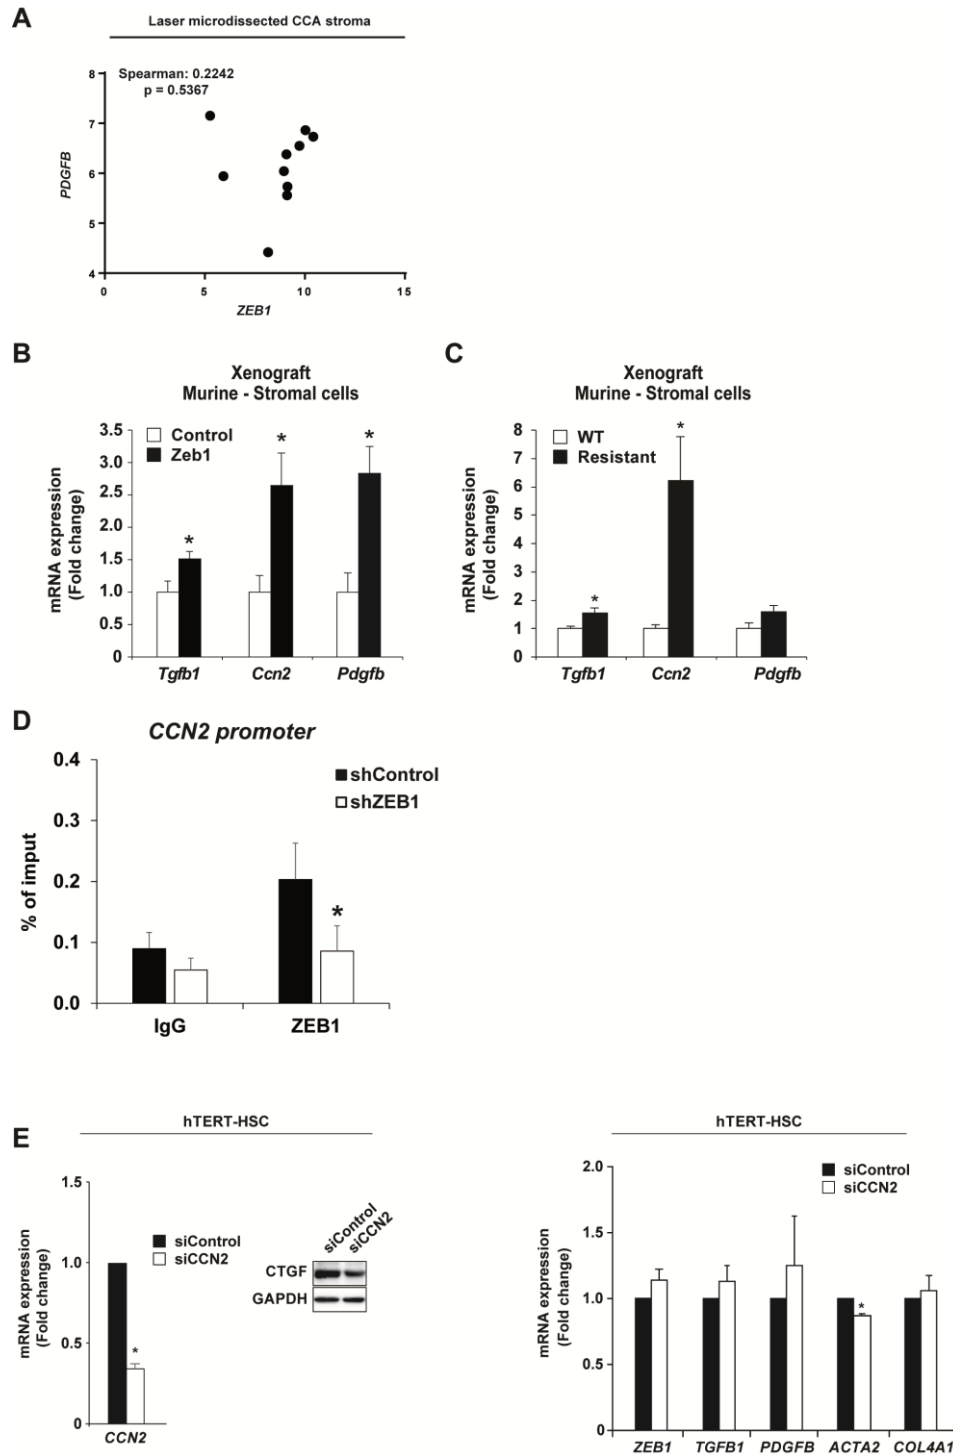 A
Laser microdissected CCA stroma
Spearman: 0.2242
p = 0.5367
8
7
6
5
4
PDGFB
0 5 10 15
ZEB1
B
Xenograft
Murine - Stromal cells
Control
Zeb1
mRNA expression
(Fold change)
3.5
3.0
2.5
2.0
1.5
1.0
0.5
0
* * *
Tgfb1 Ccn2 Pdgfb
C
Xenograft
Murine - Stromal cells
WT
Resistant
mRNA expression
(Fold change)
8
7
6
5
4
3
2
1
0
* *
Tgfb1 Ccn2 Pdgfb
D
CCN2 promoter
shControl
shZEB1
% of imput
0.4
0.3
0.2
0.1
0.0
*
IgG ZEB1
E
hTERT-HSC
mRNA expression
(Fold change)
1.5
1.0
0.5
0
siControl
siCCN2
*
CCN2
siControl
siCCN2
CTGF
GAPDH
hTERT-HSC
siControl
siCCN2
mRNA expression
(Fold change)
2.0
1.5
1.0
0.5
0
*
ZEB1 TGFB1 PDGFB ACTA2 COL4A1